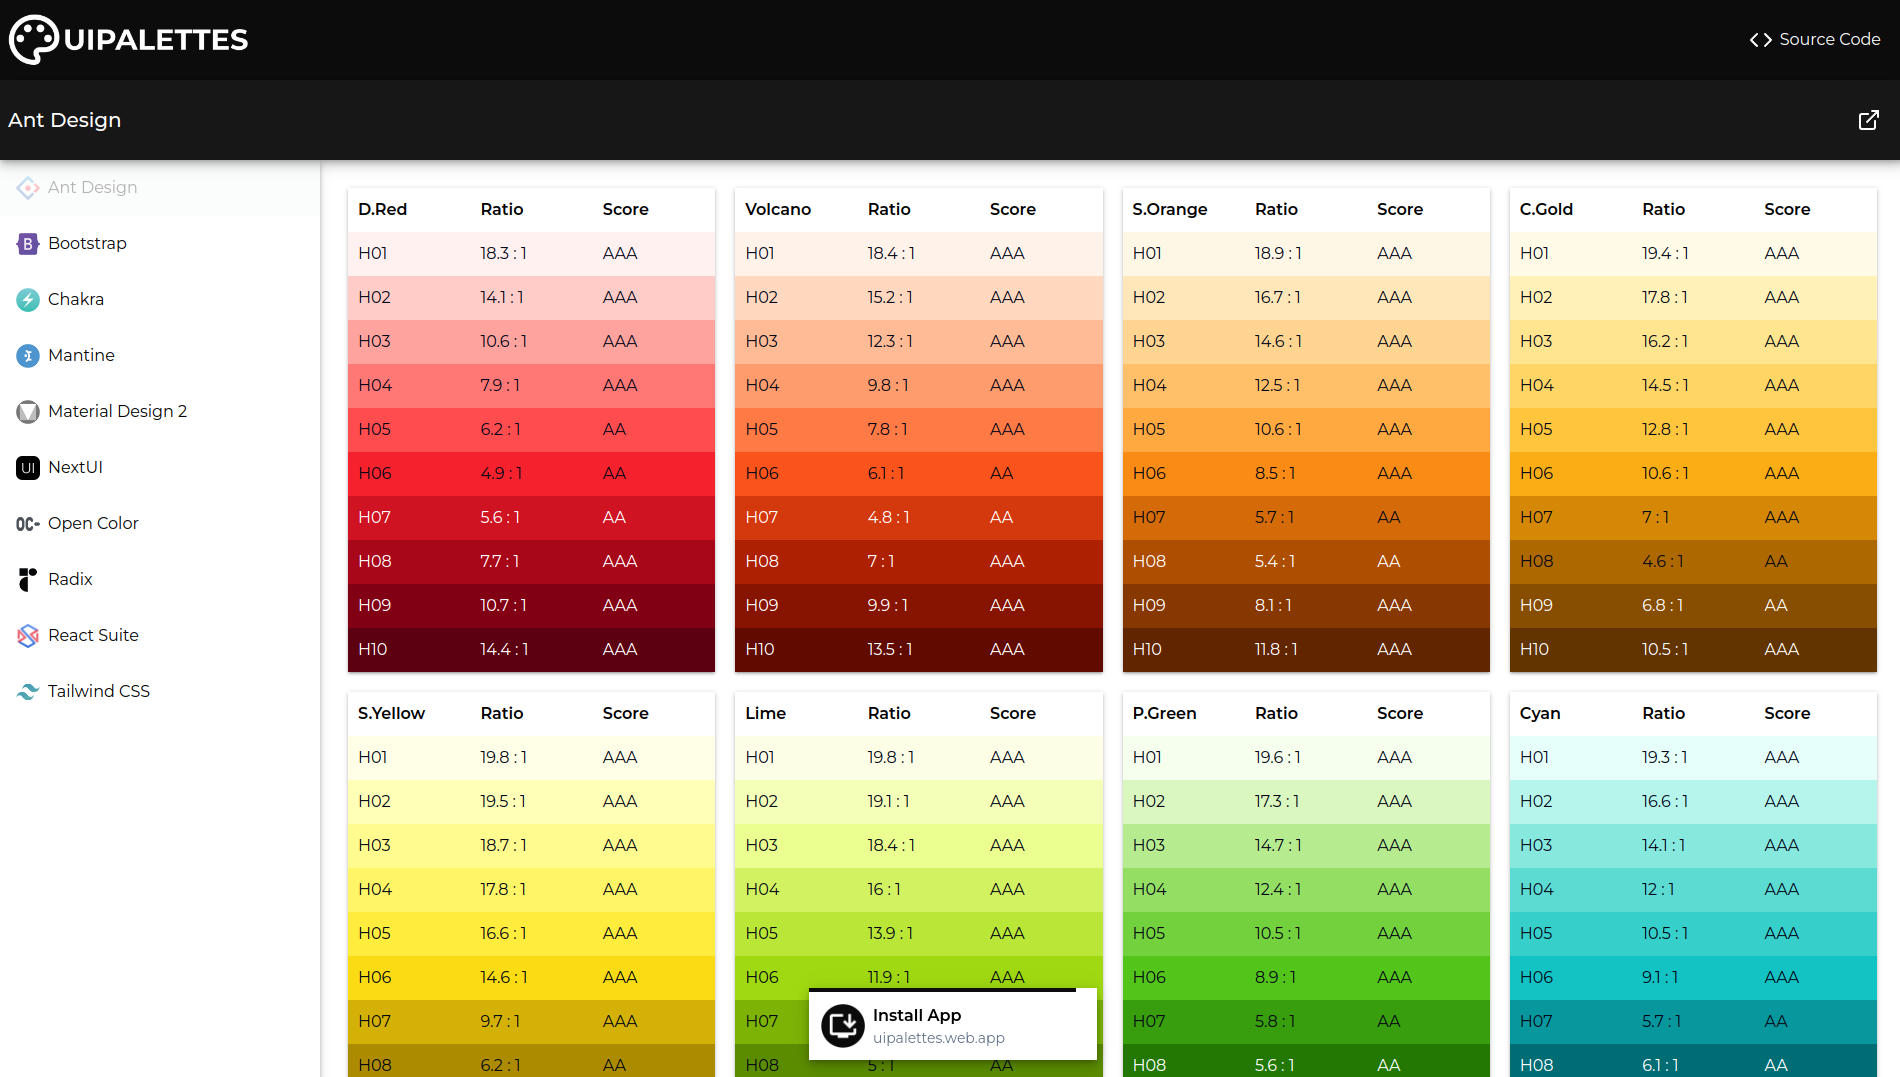 UIPALETTES
Source Code
Ant Design
Ant Design
Bootstrap
Chakra
Mantine
Material Design 2
NextUI
Open Color
Radix
React Suite
Tailwind CSS
D.Red Ratio Score
H01 18.3 : 1 AAA
H02 14.1 : 1 AAA
H03 10.6 : 1 AAA
H04 7.9 : 1 AAA
H05 6.2 : 1 AA
H06 4.9 : 1 AA
H07 5.6 : 1 AA
H08 7.7 : 1 AAA
H09 10.7 : 1 AAA
H10 14.4 : 1 AAA
Volcano Ratio Score
H01 18.4 : 1 AAA
H02 15.2 : 1 AAA
H03 12.3 : 1 AAA
H04 9.8 : 1 AAA
H05 7.8 : 1 AAA
H06 6.1 : 1 AA
H07 4.8 : 1 AA
H08 7 : 1 AAA
H09 9.9 : 1 AAA
H10 13.5 : 1 AAA
S.Orange Ratio Score
H01 18.9 : 1 AAA
H02 16.7 : 1 AAA
H03 14.6 : 1 AAA
H04 12.5 : 1 AAA
H05 10.6 : 1 AAA
H06 8.5 : 1 AAA
H07 5.7 : 1 AA
H08 5.4 : 1 AA
H09 8.1 : 1 AAA
H10 11.8 : 1 AAA
C.Gold Ratio Score
H01 19.4 : 1 AAA
H02 17.8 : 1 AAA
H03 16.2 : 1 AAA
H04 14.5 : 1 AAA
H05 12.8 : 1 AAA
H06 10.6 : 1 AAA
H07 7 : 1 AAA
H08 4.6 : 1 AA
H09 6.8 : 1 AA
H10 10.5 : 1 AAA
S.Yellow Ratio Score
H01 19.8 : 1 AAA
H02 19.5 : 1 AAA
H03 18.7 : 1 AAA
H04 17.8 : 1 AAA
H05 16.6 : 1 AAA
H06 14.6 : 1 AAA
H07 9.7 : 1 AAA
H08 6.2 : 1 AA
Lime Ratio Score
H01 19.8 : 1 AAA
H02 19.1 : 1 AAA
H03 18.4 : 1 AAA
H04 16 : 1 AAA
H05 13.9 : 1 AAA
H06 11.9 : 1 AAA
H07
H08 5 : 1 AA
P.Green Ratio Score
H01 19.6 : 1 AAA
H02 17.3 : 1 AAA
H03 14.7 : 1 AAA
H04 12.4 : 1 AAA
H05 10.5 : 1 AAA
H06 8.9 : 1 AAA
H07 5.8 : 1 AA
H08 5.6 : 1 AA
Cyan Ratio Score
H01 19.3 : 1 AAA
H02 16.6 : 1 AAA
H03 14.1 : 1 AAA
H04 12 : 1 AAA
H05 10.5 : 1 AAA
H06 9.1 : 1 AAA
H07 5.7 : 1 AA
H08 6.1 : 1 AA
Install App
uipalettes.web.app
UI
OC-
B